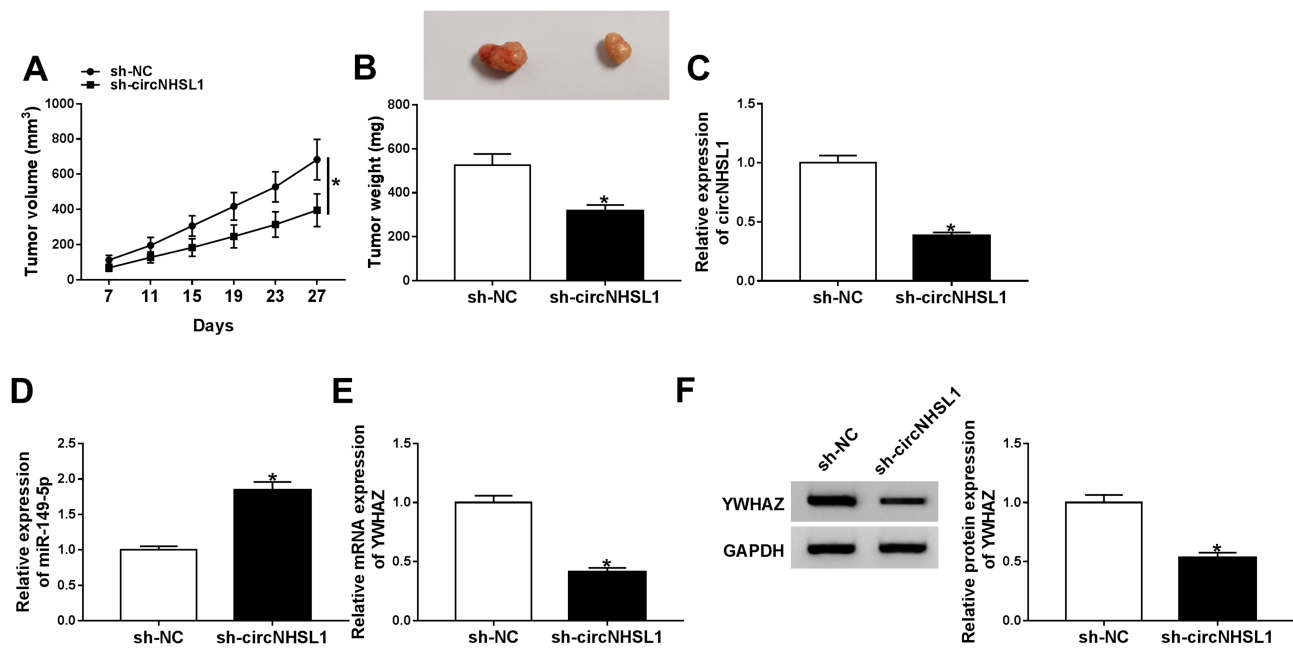 A
sh-NC
sh-circNHSL1
Tumor volume (mm3)
1000
800
600
400
200
0
*
7 11 15 19 23 27
Days
B
Tumor weight (mg)
800
600
400
200
0
*
sh-NC sh-circNHSL1
C
Relative expression
of circNHSL1
1.5
1.0
0.5
0.0
*
sh-NC sh-circNHSL1
D
Relative expression
of miR-149-5p
2.5
2.0
1.5
1.0
0.5
0.0
*
sh-NC sh-circNHSL1
E
Relative mRNA expression
of YWHAZ
1.5
1.0
0.5
0.0
*
sh-NC sh-circNHSL1
F
sh-NC
sh-circNHSL1
YWHAZ
GAPDH
Relative protein expression
of YWHAZ
1.5
1.0
0.5
0.0
*
sh-NC sh-circNHSL1